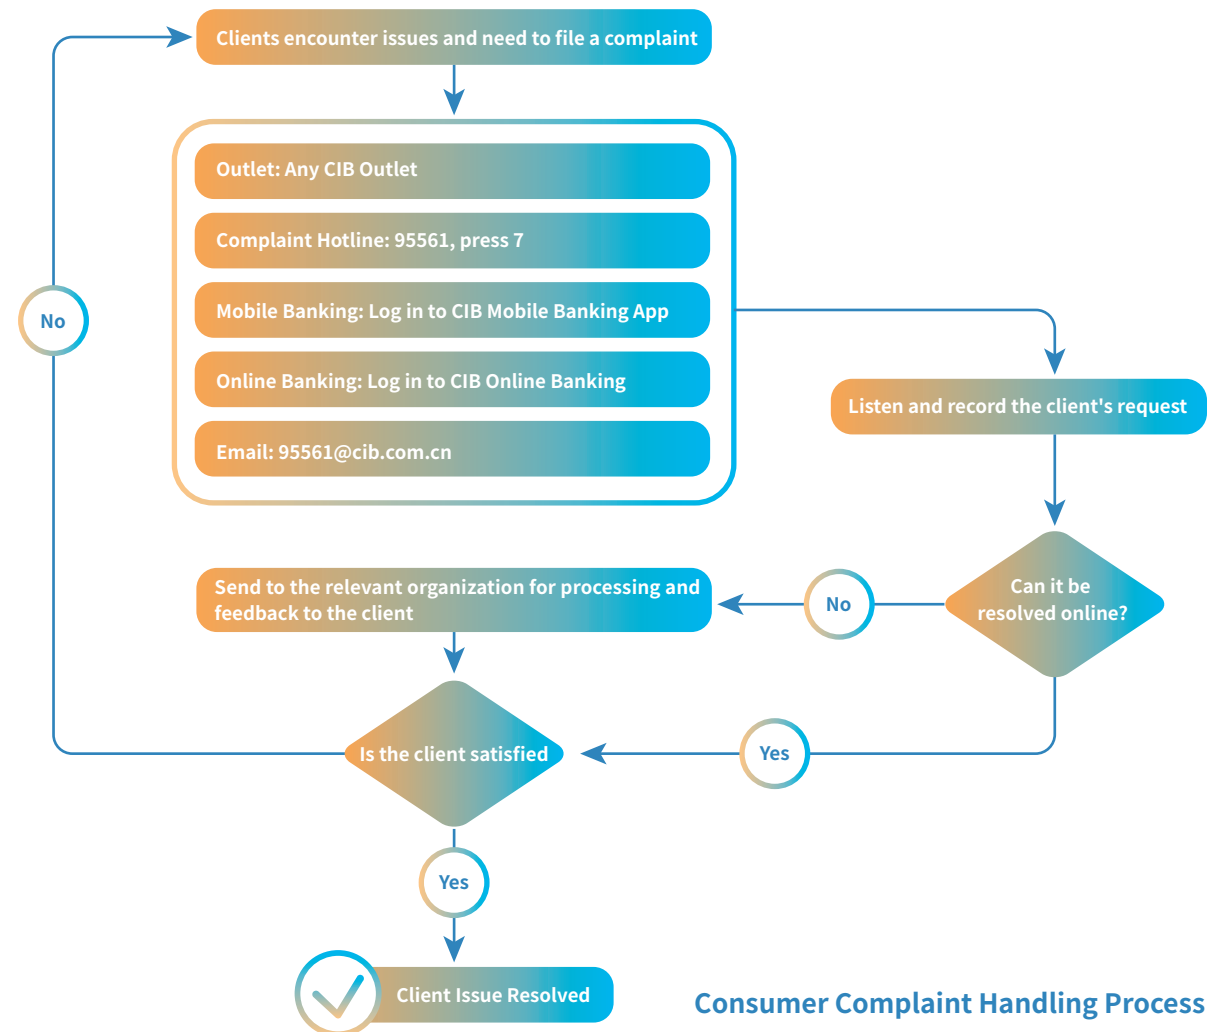 Clients encounter issues and need to file a complaint
Outlet: Any CIB Outlet
Complaint Hotline: 95561, press 7
Mobile Banking: Log in to CIB Mobile Banking App
Online Banking: Log in to CIB Online Banking
Email: 95561@cib.com.cn
No
Listen and record the client's request
Can it be
resolved online?
No
Send to the relevant organization for processing and
feedback to the client
Is the client satisfied
Yes
Yes
Client Issue Resolved
Consumer Complaint Handling Process